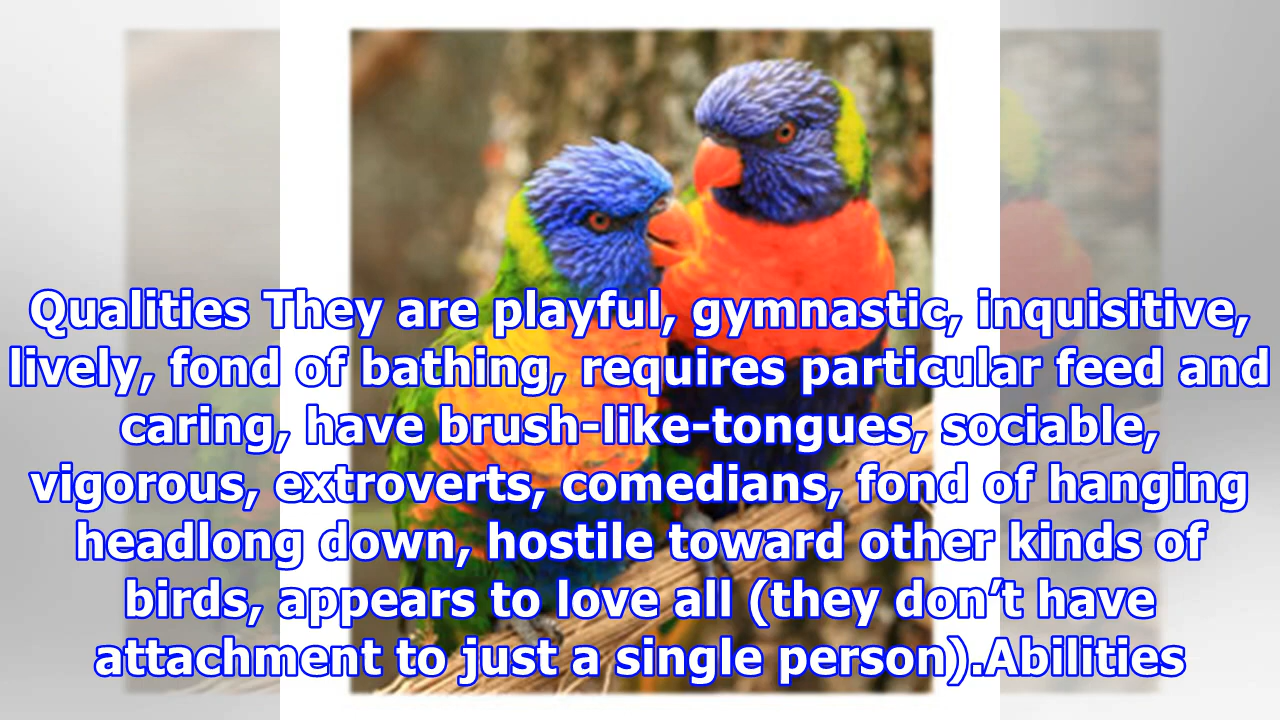 Qualities They are playful, gymnastic, inquisitive,
lively, fond of bathing, requires particular feed and
caring, have brush-like-tongues, sociable,
vigorous, extroverts, comedians, fond of hanging
headlong down, hostile toward other kinds of
birds, appears to love all (they don’t have
attachment to just a single person).Abilities